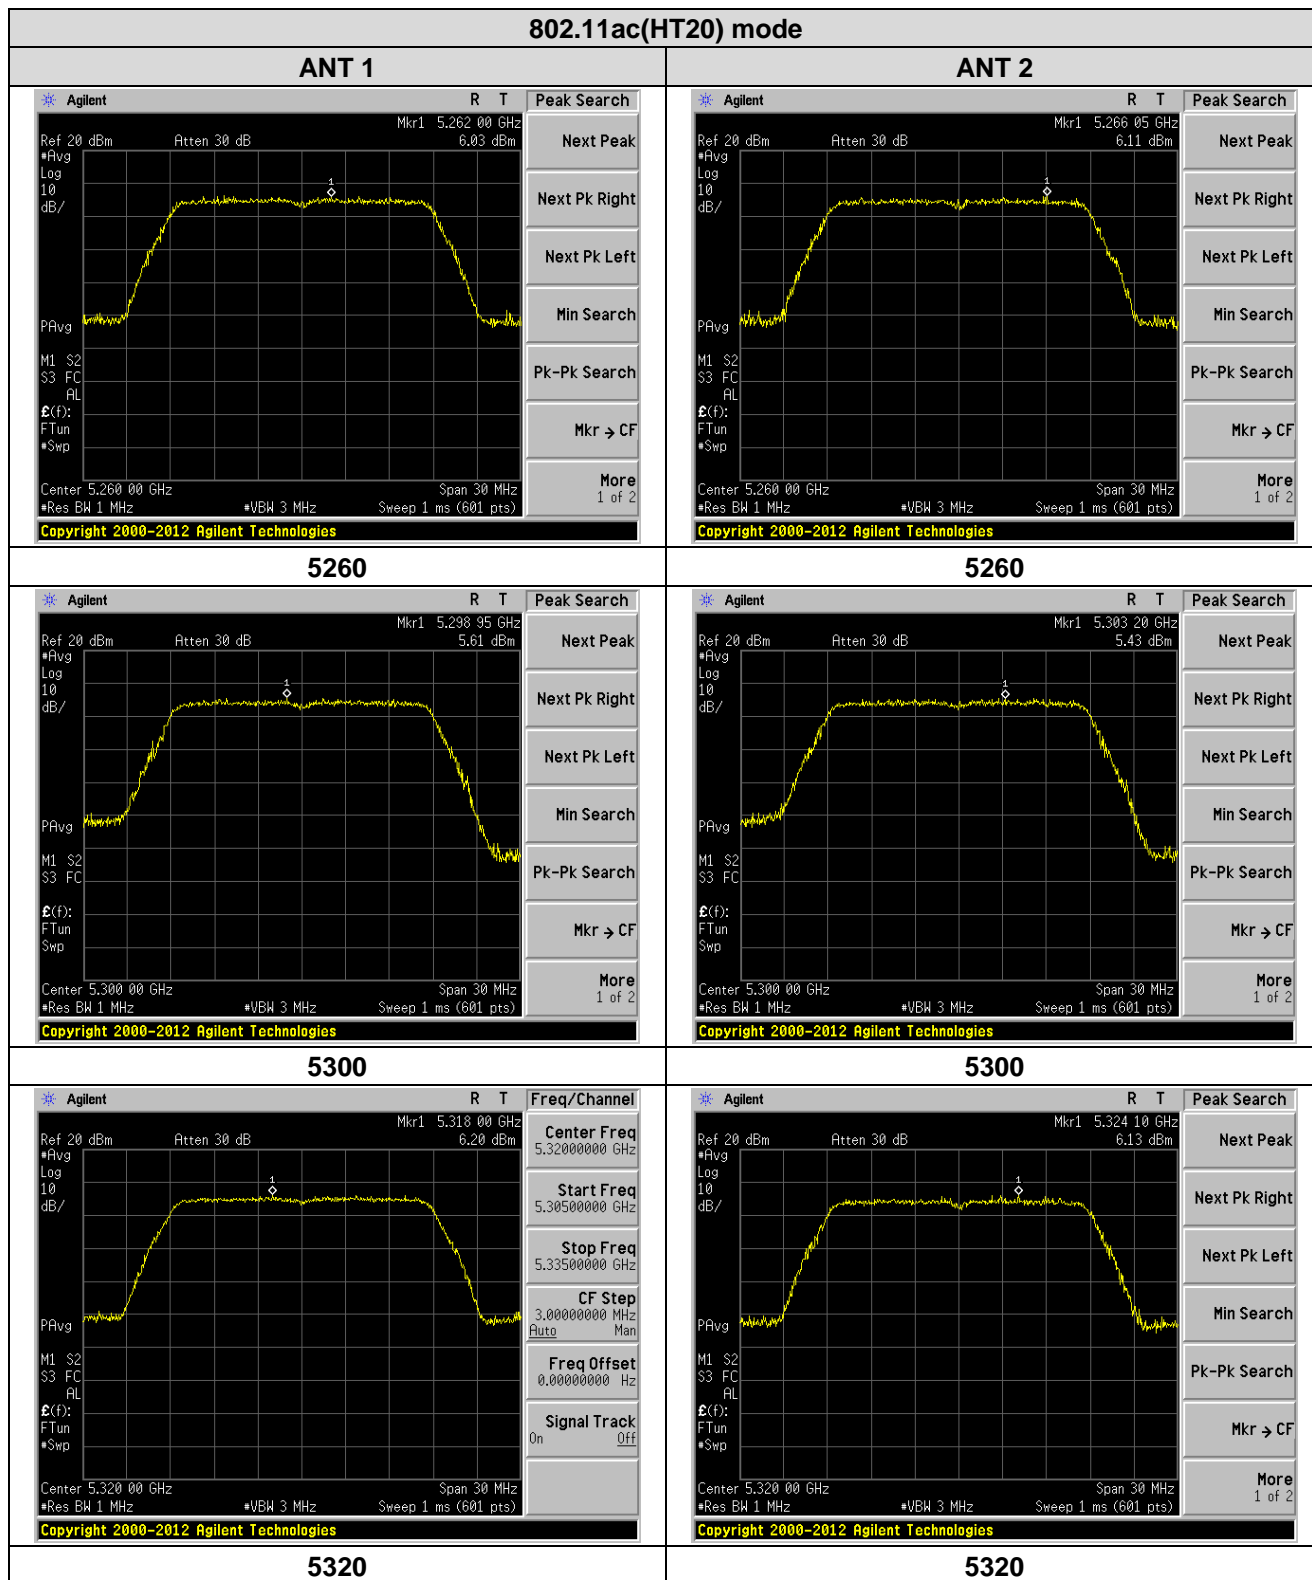 802.11ac(HT20) mode
ANT 1
ANT 2
Agilent R T Peak Search
Mkr1 5.262 00 GHz
Ref 20 dBm Atten 30 dB 6.03 dBm
#Avg
Log
10
dB/
1
PAvg
M1 S2
S3 FC
AL
£(f):
FTun
#Swp
Center 5.260 00 GHz Span 30 MHz
#Res BW 1 MHz #VBW 3 MHz Sweep 1 ms (601 pts)
Copyright 2000-2012 Agilent Technologies
Next Peak
Next Pk Right
Next Pk Left
Min Search
Pk-Pk Search
Mkr → CF
More
1 of 2
Agilent R T Peak Search
Mkr1 5.266 05 GHz
Ref 20 dBm Atten 30 dB 6.11 dBm
#Avg
Log
10
dB/
1
PAvg
M1 S2
S3 FC
AL
£(f):
FTun
#Swp
Center 5.260 00 GHz Span 30 MHz
#Res BW 1 MHz #VBW 3 MHz Sweep 1 ms (601 pts)
Copyright 2000-2012 Agilent Technologies
Next Peak
Next Pk Right
Next Pk Left
Min Search
Pk-Pk Search
Mkr → CF
More
1 of 2
5260
5260
Agilent R T Peak Search
Mkr1 5.298 95 GHz
Ref 20 dBm Atten 30 dB 5.61 dBm
#Avg
Log
10
dB/
1
PAvg
M1 S2
S3 FC
£(f):
FTun
Swp
Center 5.300 00 GHz Span 30 MHz
#Res BW 1 MHz #VBW 3 MHz Sweep 1 ms (601 pts)
Copyright 2000-2012 Agilent Technologies
Next Peak
Next Pk Right
Next Pk Left
Min Search
Pk-Pk Search
Mkr → CF
More
1 of 2
Agilent R T Peak Search
Mkr1 5.303 20 GHz
Ref 20 dBm Atten 30 dB 5.43 dBm
#Avg
Log
10
dB/
1
PAvg
M1 S2
S3 FC
£(f):
FTun
Swp
Center 5.300 00 GHz Span 30 MHz
#Res BW 1 MHz #VBW 3 MHz Sweep 1 ms (601 pts)
Copyright 2000-2012 Agilent Technologies
Next Peak
Next Pk Right
Next Pk Left
Min Search
Pk-Pk Search
Mkr → CF
More
1 of 2
5300
5300
Agilent R T Freq/Channel
Mkr1 5.318 00 GHz
Ref 20 dBm Atten 30 dB 6.20 dBm
#Avg
Log
10
dB/
1
PAvg
M1 S2
S3 FC
AL
£(f):
FTun
#Swp
Center 5.320 00 GHz Span 30 MHz
#Res BW 1 MHz #VBW 3 MHz Sweep 1 ms (601 pts)
Copyright 2000-2012 Agilent Technologies
Center Freq
5.32000000 GHz
Start Freq
5.30500000 GHz
Stop Freq
5.33500000 GHz
CF Step
3.00000000 MHz
Auto Man
Freq Offset
0.00000000 Hz
Signal Track
On Off
Agilent R T Peak Search
Mkr1 5.324 10 GHz
Ref 20 dBm Atten 30 dB 6.13 dBm
#Avg
Log
10
dB/
1
PAvg
M1 S2
S3 FC
AL
£(f):
FTun
#Swp
Center 5.320 00 GHz Span 30 MHz
#Res BW 1 MHz #VBW 3 MHz Sweep 1 ms (601 pts)
Copyright 2000-2012 Agilent Technologies
Next Peak
Next Pk Right
Next Pk Left
Min Search
Pk-Pk Search
Mkr → CF
More
1 of 2
5320
5320